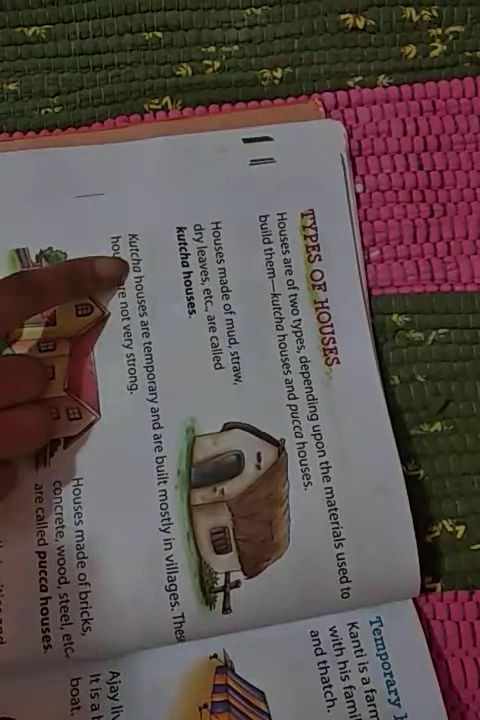 TYPES OF HOUSES
Houses are of two types, depending upon the materials used to
build them—kutcha houses and pucca houses.
Houses made of mud, straw,
dry leaves, etc., are called
kutcha houses.
Kutcha houses are temporary and are built mostly in villages. These
are not very strong.
Houses made of bricks,
concrete, wood, steel, etc.
are called pucca houses.
Temporary
Kanti is a
with his
and thatch.
Ajay
It is a
boat.